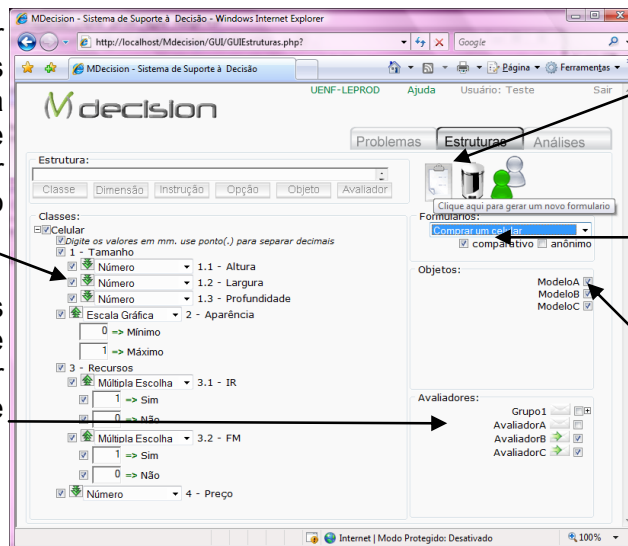 MDecision - Sistema de Suporte à Decisão - Windows Internet Explorer
http://localhost/Mdecision/GUI/GUIEstruturas.php?
Google
MDecision - Sistema de Suporte à Decisão
Página
Ferramentas
UENF-LEPROD Ajuda Usuário: Teste Sair
decision
Problemas Estruturas Análises
Estrutura:
Classe Dimensão Instrução Opção Objeto Avaliador
Clique aqui para gerar um novo formulario
Classes:
Celular
Digite os valores em mm. use ponto(.) para separar decimais
1 - Tamanho
Número 1.1 - Altura
Número 1.2 - Largura
Número 1.3 - Profundidade
Escala Gráfica 2 - Aparência
0 => Mínimo
1 => Máximo
3 - Recursos
Múltipla Escolha 3.1 - IR
1 => Sim
0 => Não
Múltipla Escolha 3.2 - FM
1 => Sim
0 => Não
Número 4 - Preço
Formulários:
Comprar um celular
comparativo anônimo
Objetos:
ModeloA
ModeloB
ModeloC
Avaliadores:
Grupo1
AvaliadorA
AvaliadorB
AvaliadorC
Internet | Modo Protegido: Desativado
100%